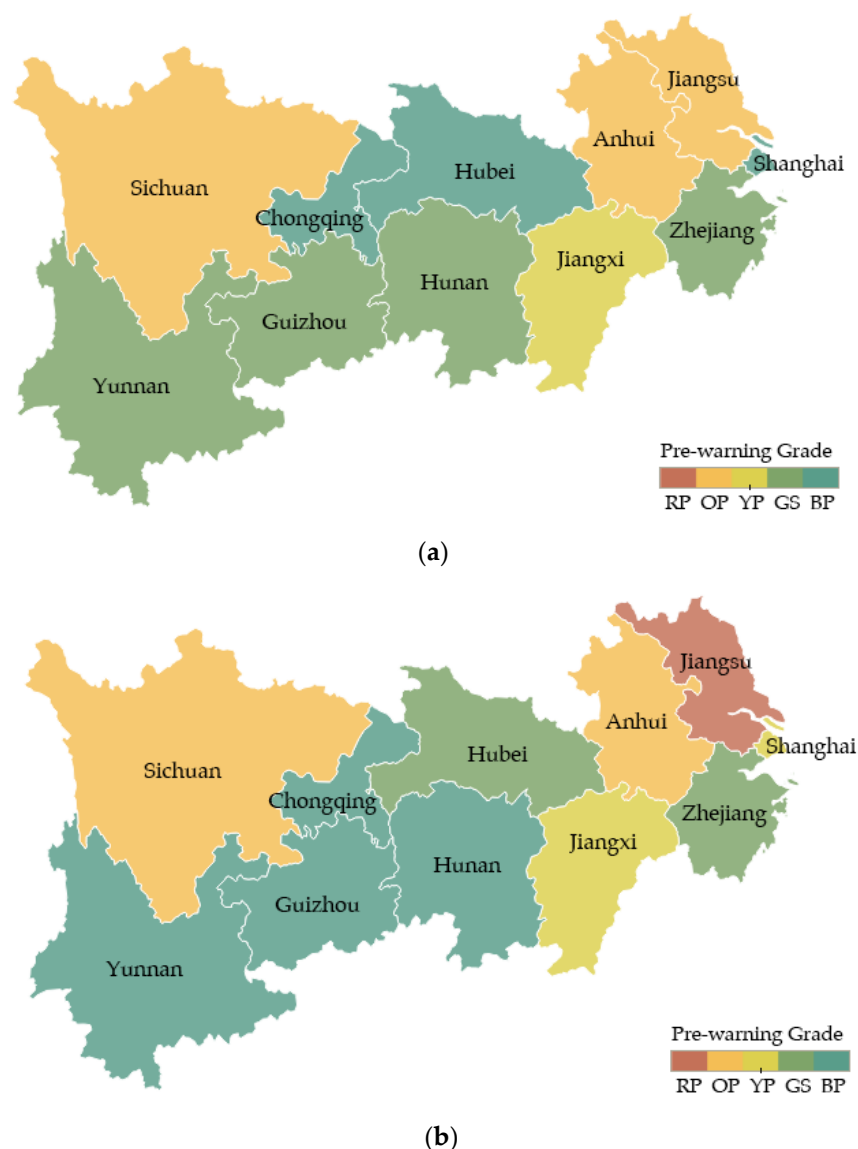 Jiangsu
Anhui
Shanghai
Sichuan
Hubei
Chongqing
Zhejiang
Jiangxi
Hunan
Guizhou
Yunnan
Pre-warning Grade
RP OP YP GS BP
(a)
Jiangsu
Anhui
Shanghai
Hubei
Sichuan
Chongqing
Zhejiang
Jiangxi
Hunan
Guizhou
Yunnan
Pre-warning Grade
RP OP YP GS BP
(b)